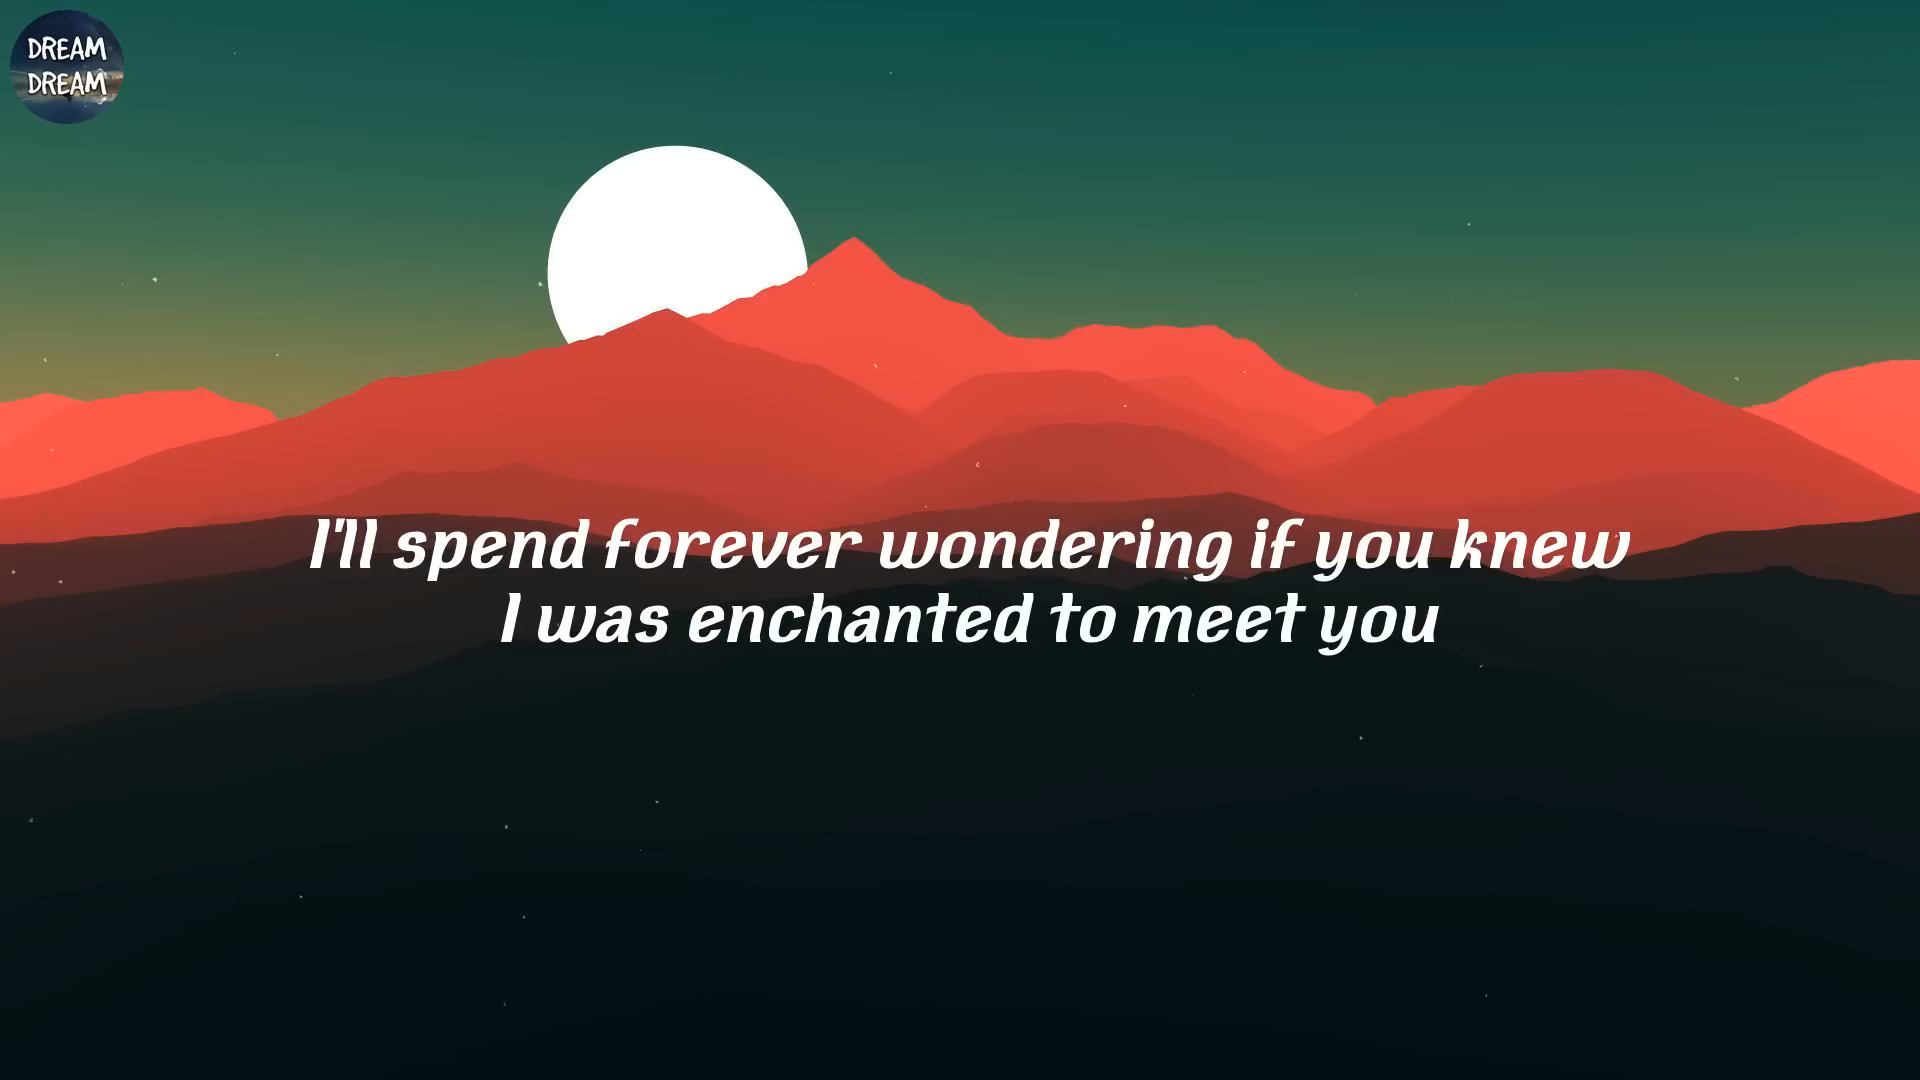 DREAM
DREAM
I'll spend forever wondering if you knew
I was enchanted to meet you